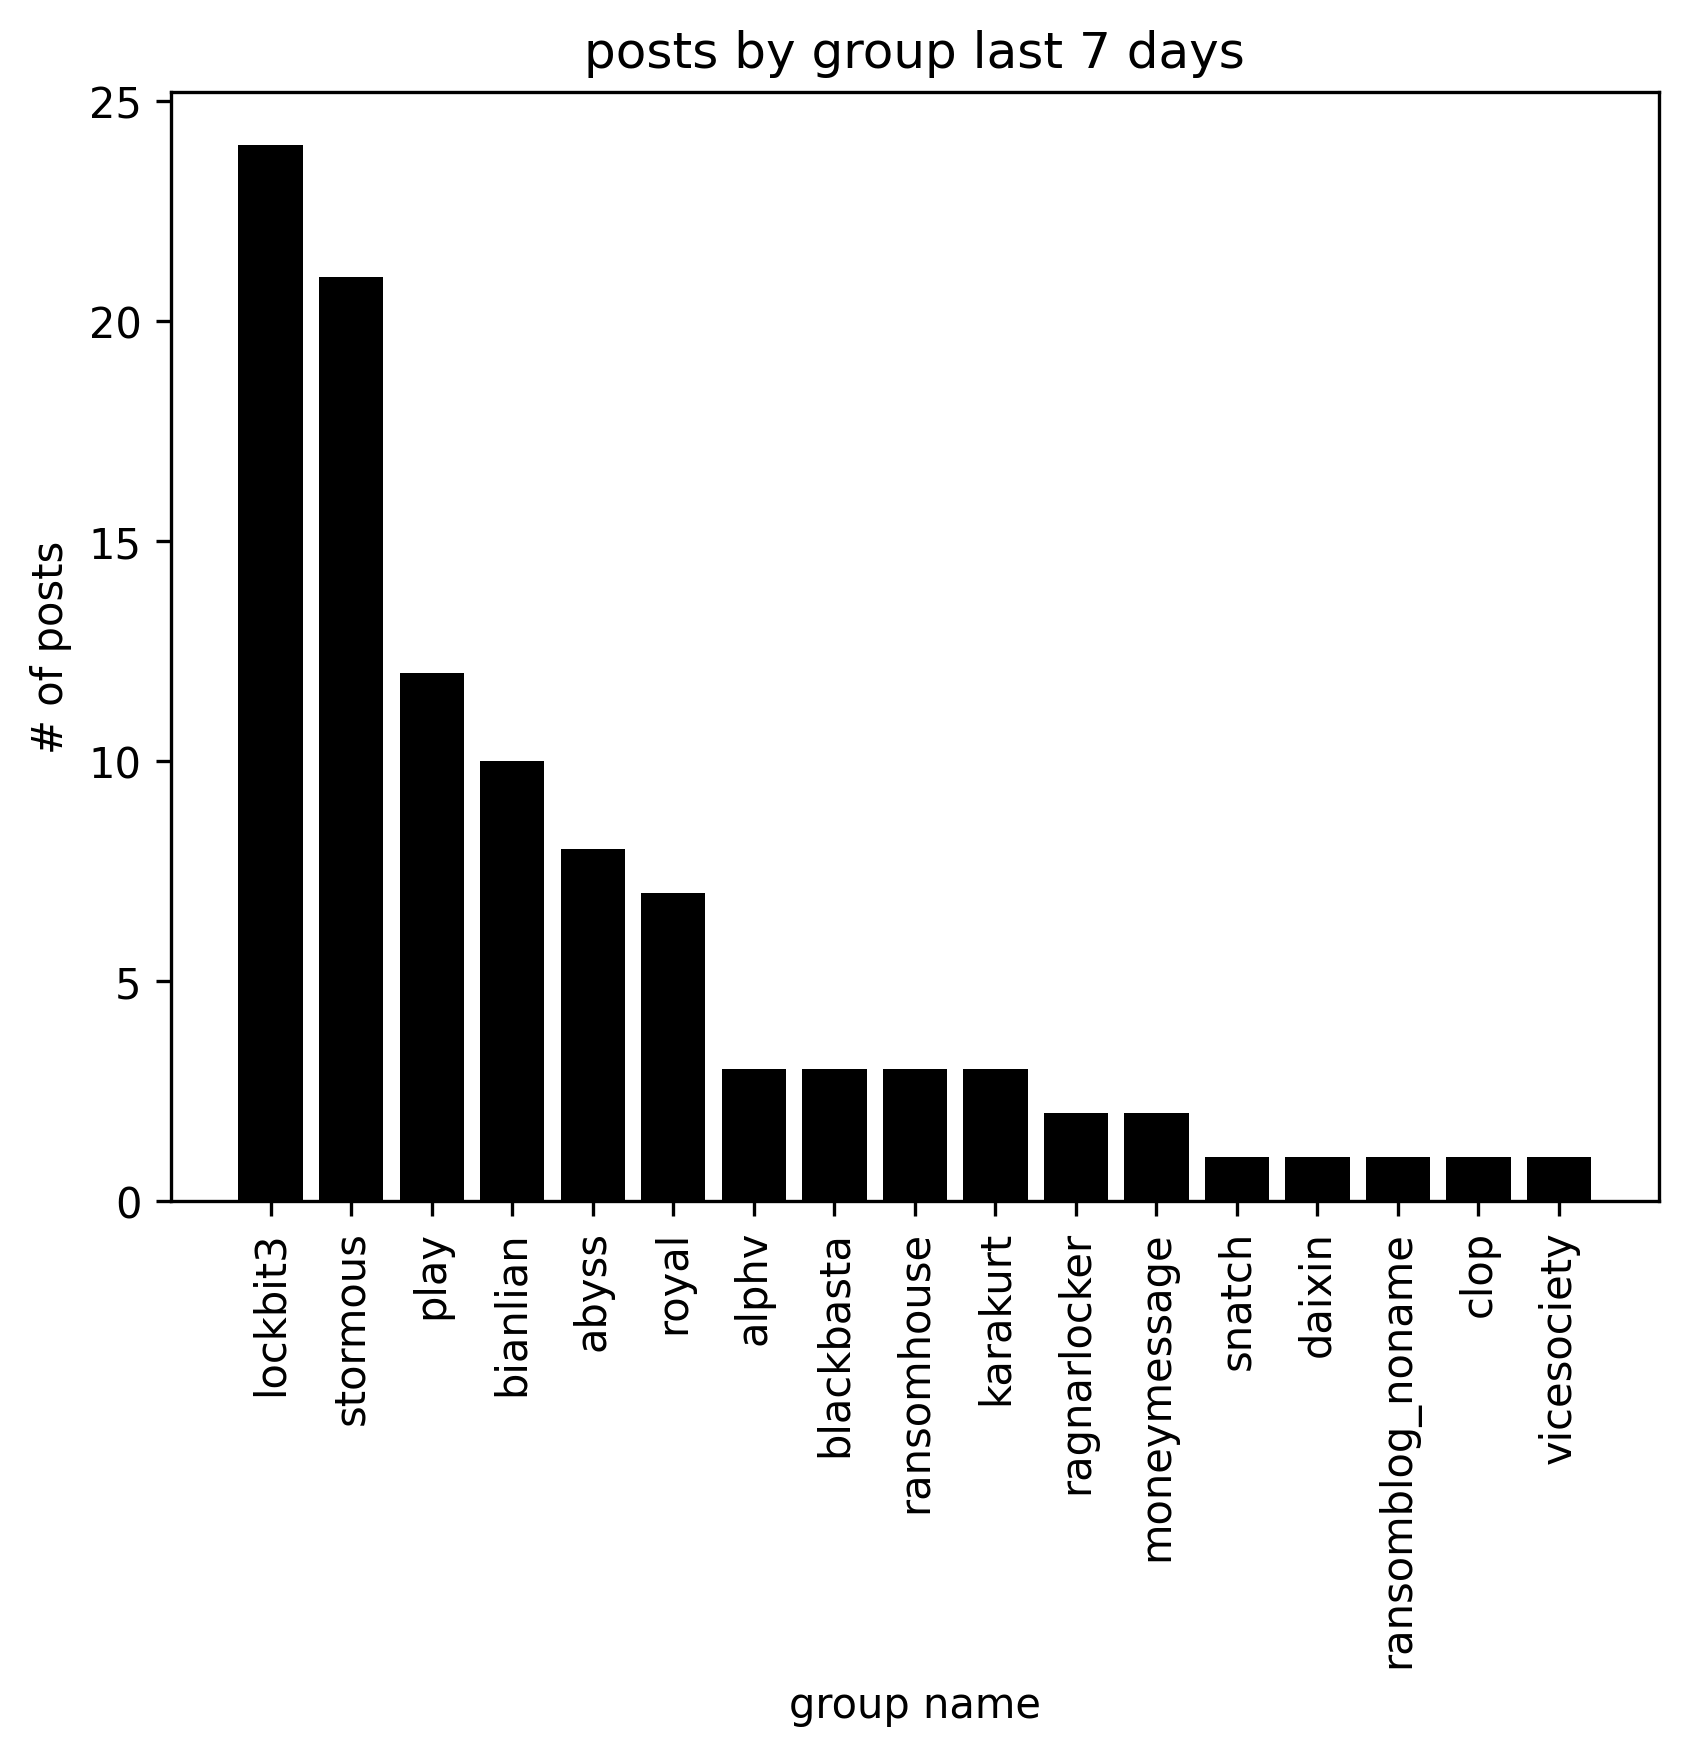 posts by group last 7 days
25
20
15
10
5
0
# of posts
lockbit3
stormous
play
bianlian
abyss
royal
alphv
blackbasta
ransomhouse
karakurt
ragnarlocker
moneymessage
snatch
daixin
ransomblog_noname
clop
vicesociety
group name